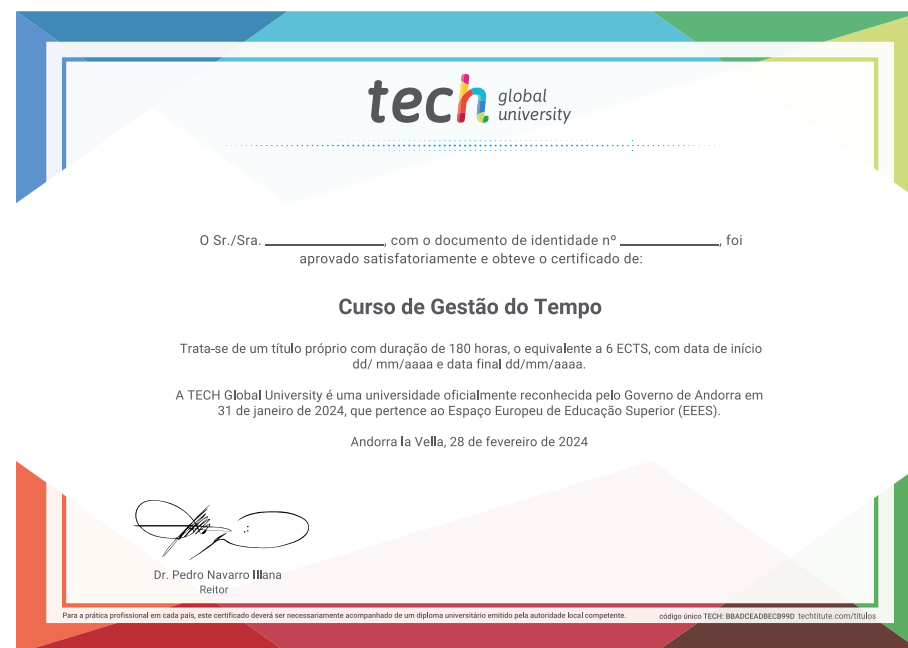 tech global university
O Sr./Sra. , com o documento de identidade nº , foi
aprovado satisfatoriamente e obteve o certificado de:
Curso de Gestão do Tempo
Trata-se de um título próprio com duração de 180 horas, o equivalente a 6 ECTS, com data de início
dd/ mm/aaaa e data final dd/mm/aaaa.
A TECH Global University é uma universidade oficialmente reconhecida pelo Governo de Andorra em
31 de janeiro de 2024, que pertence ao Espaço Europeu de Educação Superior (EEES).
Andorra la Vella, 28 de fevereiro de 2024
Dr. Pedro Navarro Illana
Reitor
Para a prática profissional em cada país, este certificado deverá ser necessariamente acompanhado de um diploma universitário emitido pela autoridade local competente.
código único TECH: BBADCEADBECB99D techtitute.com/titulos